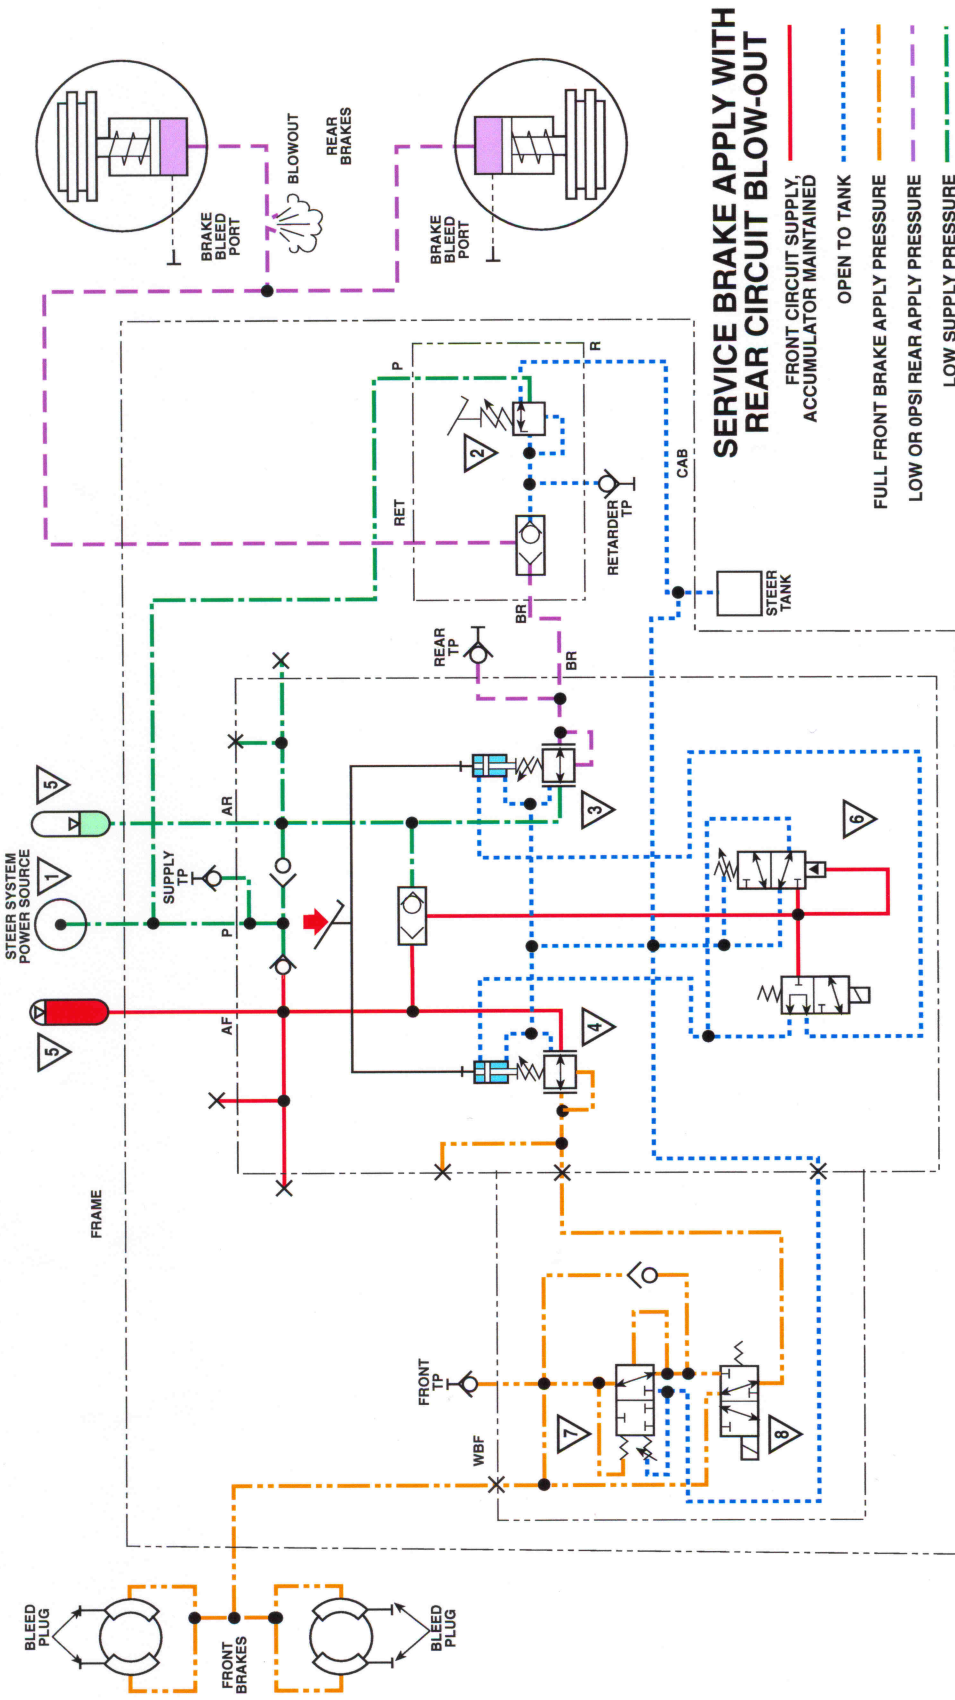 SERVICE BRAKE APPLY WITH
REAR CIRCUIT BLOW-OUT
FRONT CIRCUIT SUPPLY,
ACCUMULATOR MAINTAINED
OPEN TO TANK
FULL FRONT BRAKE APPLY PRESSURE
LOW OR 0PSI REAR APPLY PRESSURE
LOW SUPPLY PRESSURE
BLEED
PLUG
FRONT
BRAKES
BLEED
PLUG
FRAME
WBF
FRONT
TP
7
8
5
AF
STEER SYSTEM
POWER SOURCE
1
5
P
SUPPLY
TP
AR
4
3
6
REAR
TP
BR
BR
RET
P
2
RETARDER
TP
R
CAB
STEER
TANK
BRAKE
BLEED
PORT
BLOWOUT
REAR
BRAKES
BRAKE
BLEED
PORT